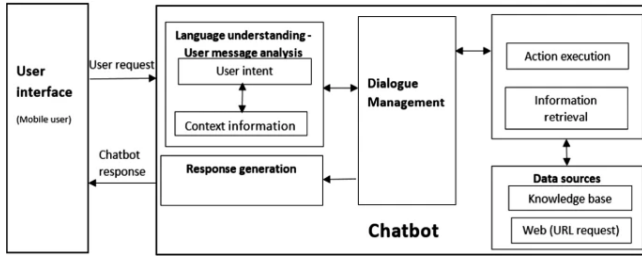 User
interface
(Mobile user)
User request
Chatbot
response
Language understanding -
User message analysis
User intent
Context information
Response generation
Dialogue
Management
Action execution
Information
retrieval
Data sources
Knowledge base
Web (URL request)
Chatbot